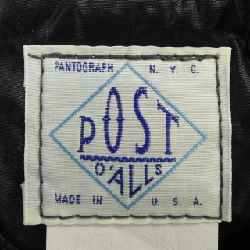 PANTOGRAPH N.Y.C.
POST
O'ALLS
MADE IN U.S.A.